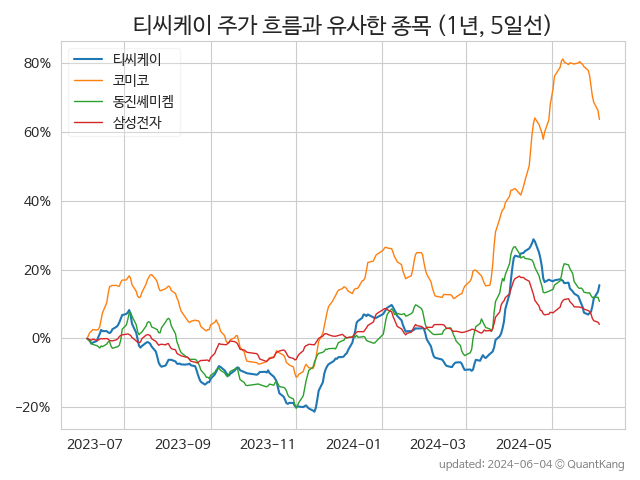 티씨케이 주가 흐름과 유사한 종목 (1년, 5일선)
티씨케이
코미코
동진쎄미켐
삼성전자
80%
60%
40%
20%
0%
−20%
2023-07
2023-09
2023-11
2024-01
2024-03
2024-05
updated: 2024-06-04 © QuantKang